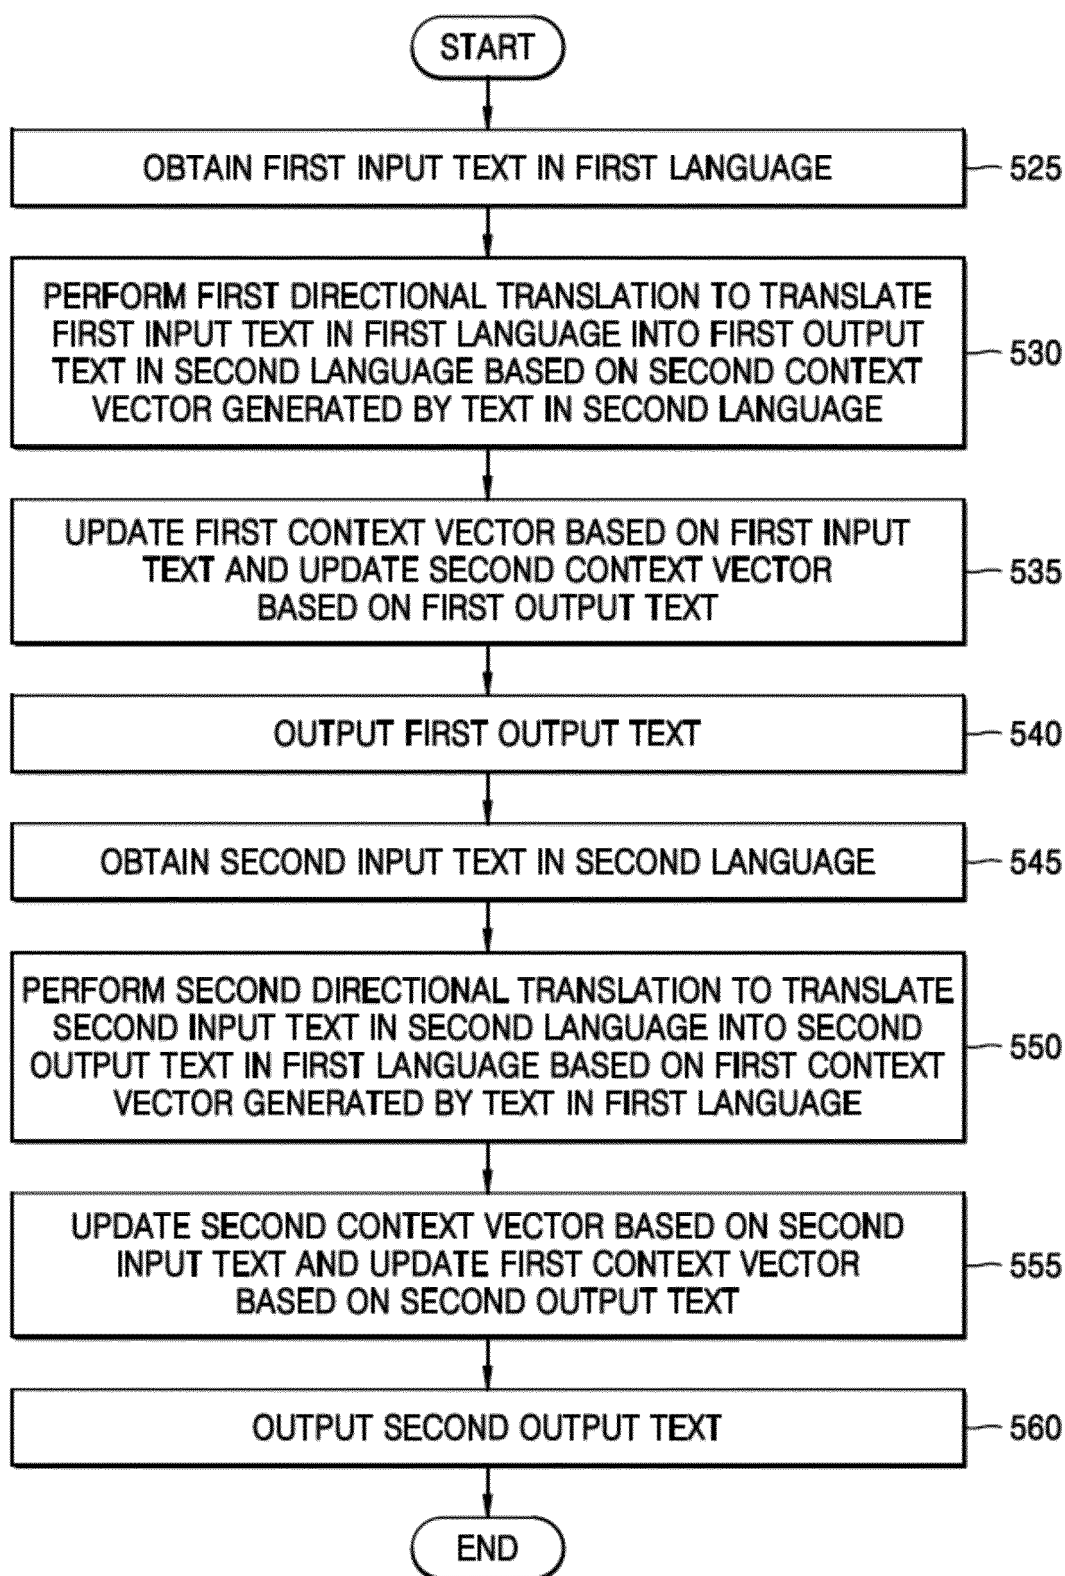 START
OBTAIN FIRST INPUT TEXT IN FIRST LANGUAGE
525
PERFORM FIRST DIRECTIONAL TRANSLATION TO TRANSLATE
FIRST INPUT TEXT IN FIRST LANGUAGE INTO FIRST OUTPUT
TEXT IN SECOND LANGUAGE BASED ON SECOND CONTEXT
VECTOR GENERATED BY TEXT IN SECOND LANGUAGE
530
UPDATE FIRST CONTEXT VECTOR BASED ON FIRST INPUT
TEXT AND UPDATE SECOND CONTEXT VECTOR
BASED ON FIRST OUTPUT TEXT
535
OUTPUT FIRST OUTPUT TEXT
540
OBTAIN SECOND INPUT TEXT IN SECOND LANGUAGE
545
PERFORM SECOND DIRECTIONAL TRANSLATION TO TRANSLATE
SECOND INPUT TEXT IN SECOND LANGUAGE INTO SECOND
OUTPUT TEXT IN FIRST LANGUAGE BASED ON FIRST CONTEXT
VECTOR GENERATED BY TEXT IN FIRST LANGUAGE
550
UPDATE SECOND CONTEXT VECTOR BASED ON SECOND
INPUT TEXT AND UPDATE FIRST CONTEXT VECTOR
BASED ON SECOND OUTPUT TEXT
555
OUTPUT SECOND OUTPUT TEXT
560
END